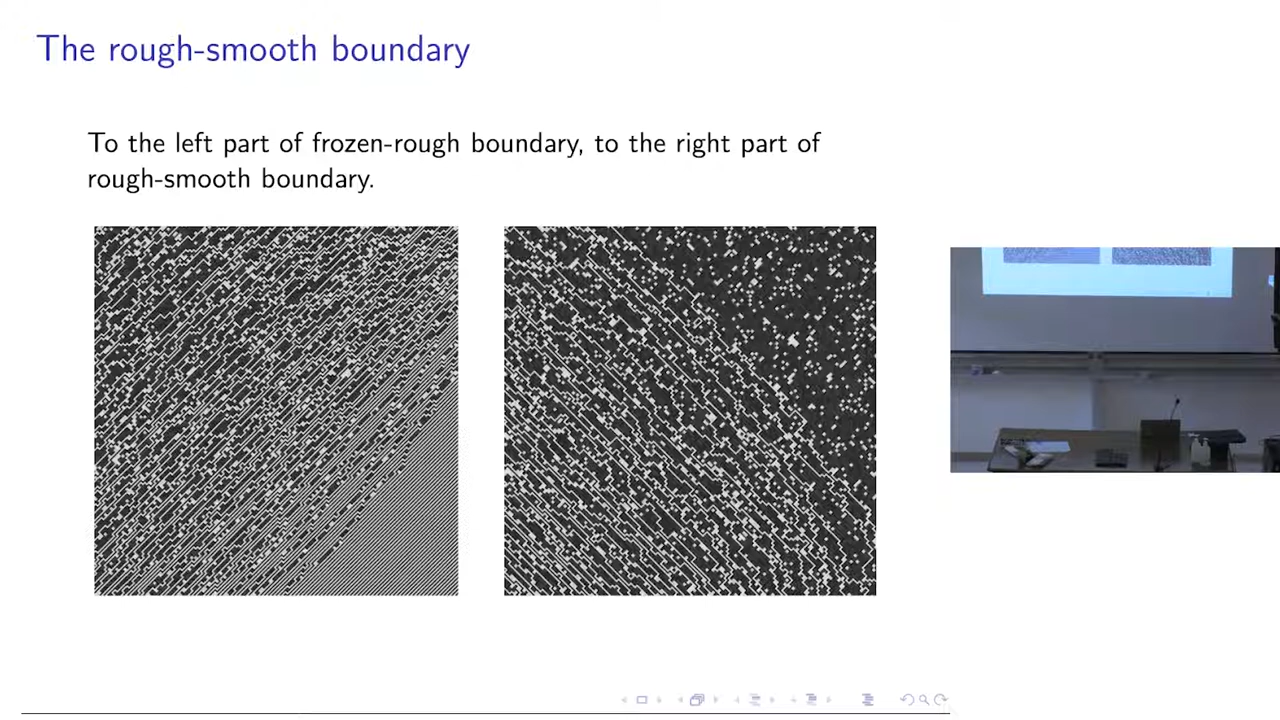 The rough-smooth boundary
To the left part of frozen-rough boundary, to the right part of
rough-smooth boundary.